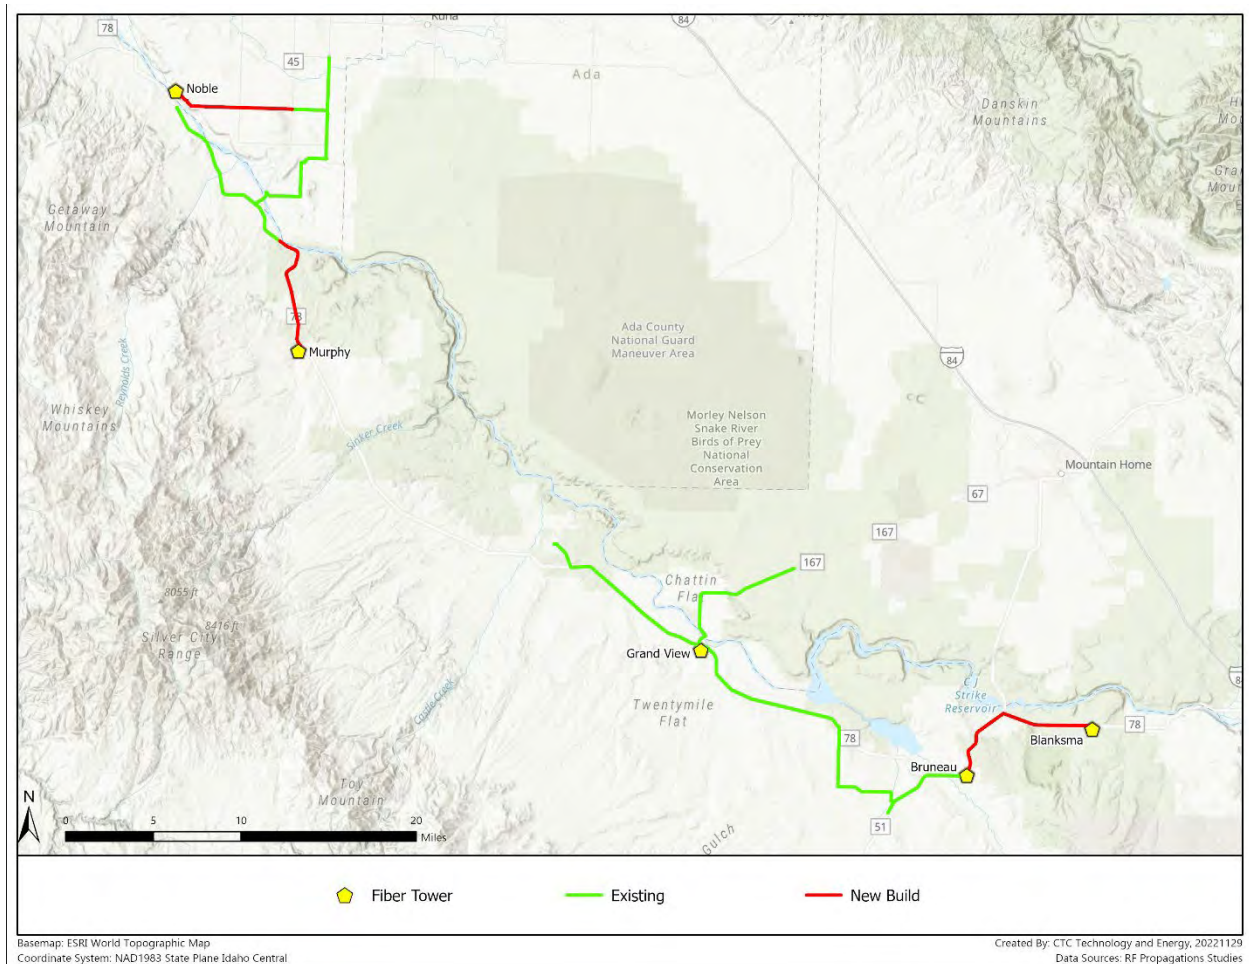 78
Kuna
84
45
Ada
Noble
Danskin
Mountains
Getaway
Mountain
78
Murphy
Ada County
National Guard
Maneuver Area
84
Reynolds Creek
Whiskey
Mountains
Sinker Creek
Morley Nelson
Snake River
Birds of Prey
National
Conservation
Area
Mountain Home
67
167
167
Chattin
Fla
8055 ft
8416 ft
Silver City
Range
Grand View
Twentymile
Flat
Castle Creek
C J
Strike
Reservoir
78
Blanksma
78
Bruneau
Toy
Mountain
51
Gulch
N
0 5 10 20
Miles
Fiber Tower
Existing
New Build
Basemap: ESRI World Topographic Map
Coordinate System: NAD1983 State Plane Idaho Central
Created By: CTC Technology and Energy, 20221129
Data Sources: RF Propagations Studies